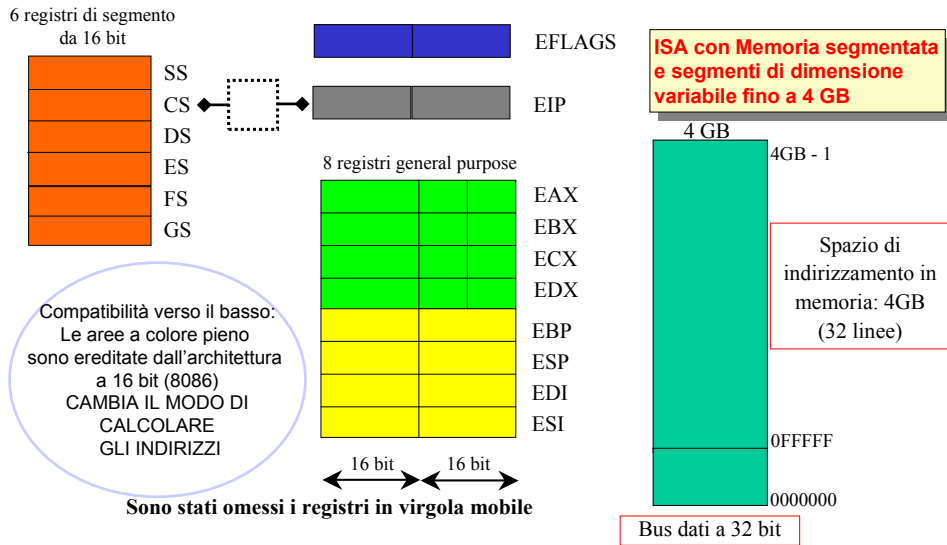 6 registri di segmento
da 16 bit
SS
CS
DS
ES
FS
GS
EFLAGS
EIP
8 registri general purpose
EAX
EBX
ECX
EDX
EBP
ESP
EDI
ESI
16 bit
16 bit
Compatibilità verso il basso:
Le aree a colore pieno
sono ereditate dall'architettura
a 16 bit (8086)
CAMBIA IL MODO DI
CALCOLARE
GLI INDIRIZZI
Sono stati omessi i registri in virgola mobile
ISA con Memoria segmentata
e segmenti di dimensione
variabile fino a 4 GB
4 GB
4GB - 1
Spazio di
indirizzamento in
memoria: 4GB
(32 linee)
0FFFFF
0000000
Bus dati a 32 bit